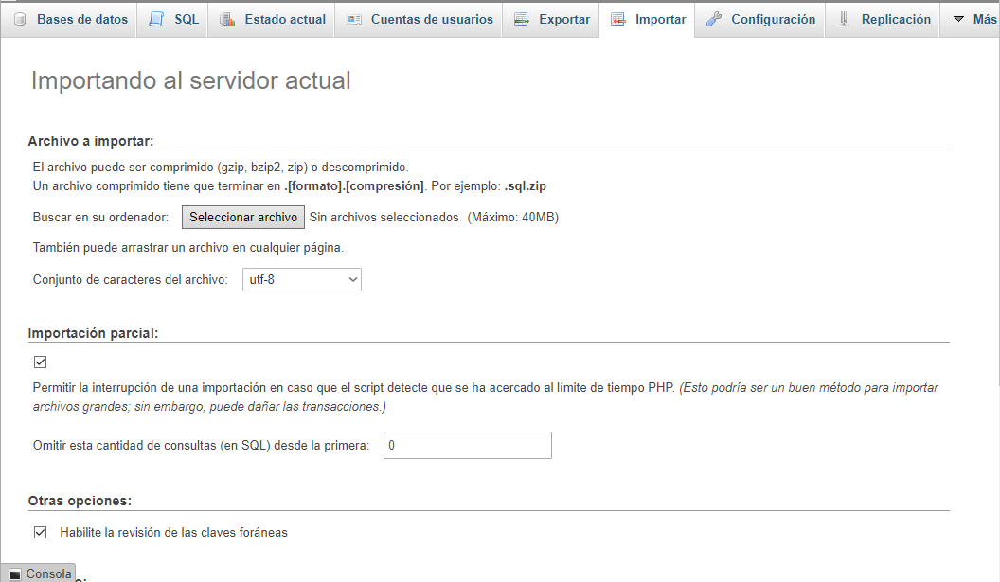 Bases de datos SQL Estado actual Cuentas de usuarios Exportar Importar Configuración Replicación Más
Importando al servidor actual
Archivo a importar:
El archivo puede ser comprimido (gzip, bzip2, zip) o descomprimido.
Un archivo comprimido tiene que terminar en .[formato].[compresión]. Por ejemplo: .sql.zip
Buscar en su ordenador: Seleccionar archivo Sin archivos seleccionados (Máximo: 40MB)
También puede arrastrar un archivo en cualquier página.
Conjunto de caracteres del archivo: utf-8
Importación parcial:
Permitir la interrupción de una importación en caso que el script detecte que se ha acercado al límite de tiempo PHP. (Esto podría ser un buen método para importar
archivos grandes; sin embargo, puede dañar las transacciones.)
Omitir esta cantidad de consultas (en SQL) desde la primera: 0
Otras opciones:
Habilite la revisión de las claves foráneas
Consola